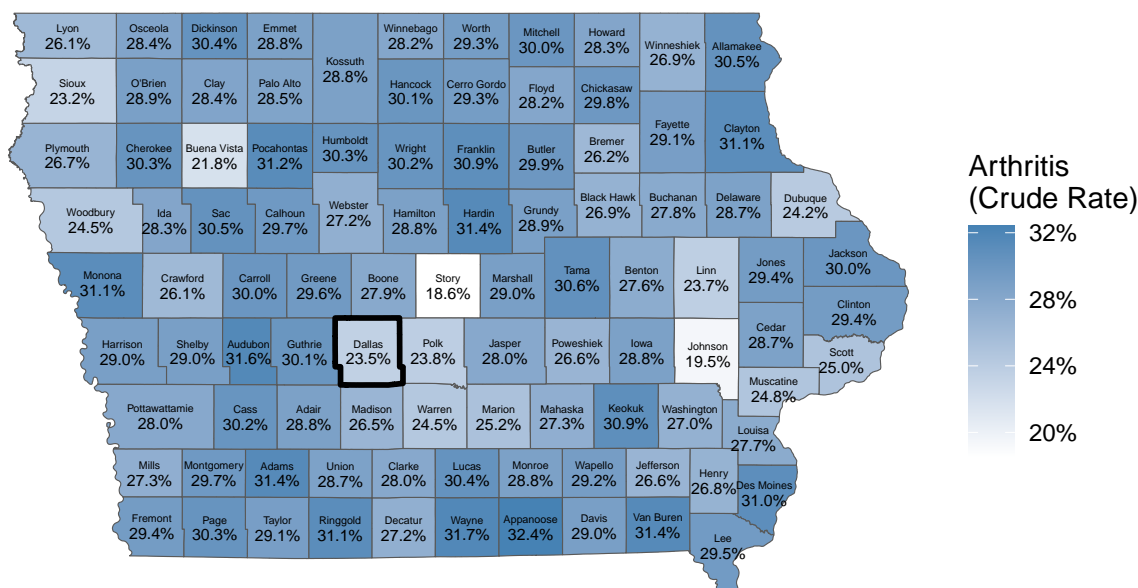 Lyon
26.1%
Osceola
28.4%
Dickinson
30.4%
Emmet
28.8%
Kossuth
28.8%
Winnebago
28.2%
Worth
29.3%
Mitchell
30.0%
Howard
28.3%
Winneshiek
26.9%
Allamakee
30.5%
Sioux
23.2%
O'Brien
28.9%
Clay
28.4%
Palo Alto
28.5%
Hancock
30.1%
Cerro Gordo
29.3%
Floyd
28.2%
Chickasaw
29.8%
Plymouth
26.7%
Cherokee
30.3%
Buena Vista
21.8%
Pocahontas
31.2%
Humboldt
30.3%
Wright
30.2%
Franklin
30.9%
Butler
29.9%
Bremer
26.2%
Fayette
29.1%
Clayton
31.1%
Woodbury
24.5%
Ida
28.3%
Sac
30.5%
Calhoun
29.7%
Webster
27.2%
Hamilton
28.8%
Hardin
31.4%
Grundy
28.9%
Black Hawk
26.9%
Buchanan
27.8%
Delaware
28.7%
Dubuque
24.2%
Monona
31.1%
Crawford
26.1%
Carroll
30.0%
Greene
29.6%
Boone
27.9%
Story
18.6%
Marshall
29.0%
Tama
30.6%
Benton
27.6%
Linn
23.7%
Jones
29.4%
Jackson
30.0%
Clinton
29.4%
Harrison
29.0%
Shelby
29.0%
Audubon
31.6%
Guthrie
30.1%
Dallas
23.5%
Polk
23.8%
Jasper
28.0%
Poweshiek
26.6%
Iowa
28.8%
Johnson
19.5%
Cedar
28.7%
Scott
25.0%
Muscatine
24.8%
Pottawattamie
28.0%
Cass
30.2%
Adair
28.8%
Madison
26.5%
Warren
24.5%
Marion
25.2%
Mahaska
27.3%
Keokuk
30.9%
Washington
27.0%
Louisa
27.7%
Mills
27.3%
Montgomery
29.7%
Adams
31.4%
Union
28.7%
Clarke
28.0%
Lucas
30.4%
Monroe
28.8%
Wapello
29.2%
Jefferson
26.6%
Henry
26.8%
Des Moines
31.0%
Fremont
29.4%
Page
30.3%
Taylor
29.1%
Ringgold
31.1%
Decatur
27.2%
Wayne
31.7%
Appanoose
32.4%
Davis
29.0%
Van Buren
31.4%
Lee
29.5%
Arthritis
(Crude Rate)
32%
28%
24%
20%